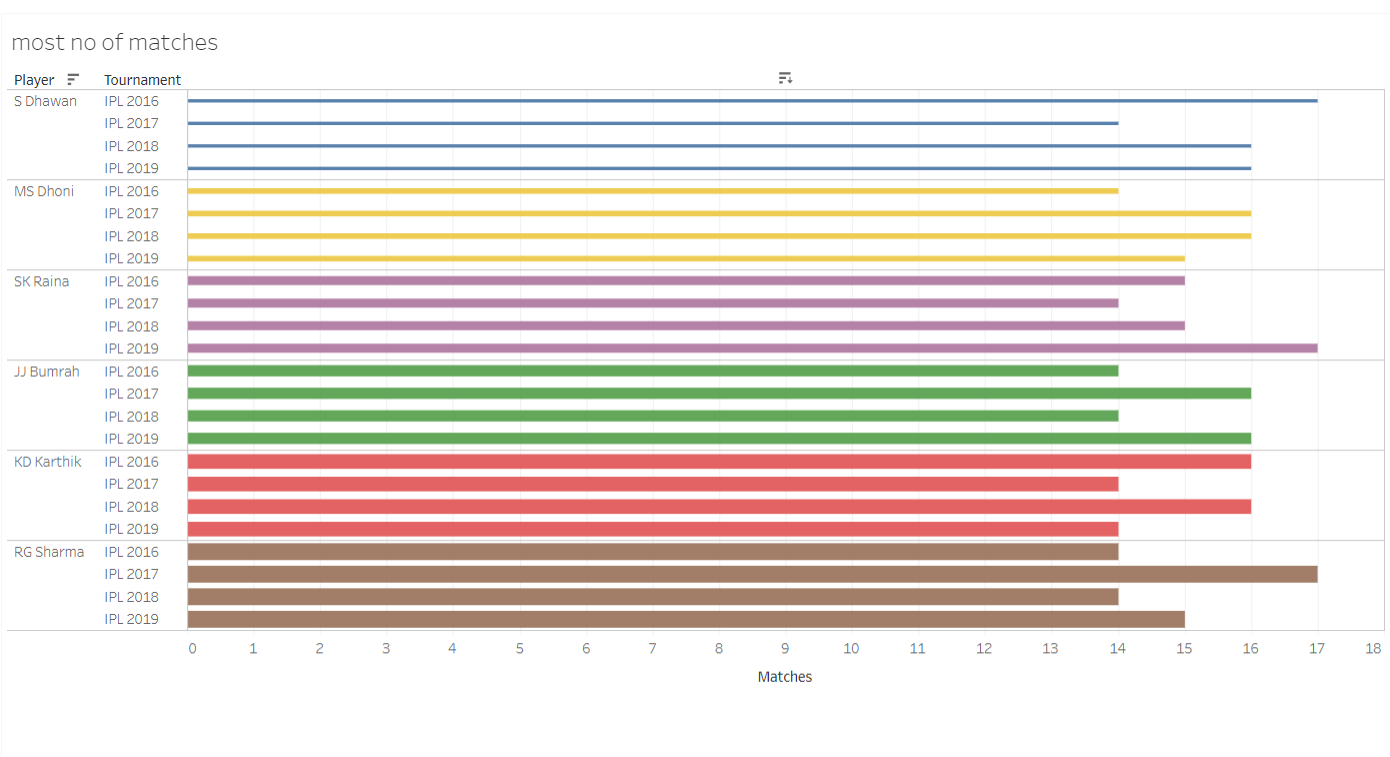 most no of matches
Player Tournament
S Dhawan IPL 2016
IPL 2017
IPL 2018
IPL 2019
MS Dhoni IPL 2016
IPL 2017
IPL 2018
IPL 2019
SK Raina IPL 2016
IPL 2017
IPL 2018
IPL 2019
JJ Bumrah IPL 2016
IPL 2017
IPL 2018
IPL 2019
KD Karthik IPL 2016
IPL 2017
IPL 2018
IPL 2019
RG Sharma IPL 2016
IPL 2017
IPL 2018
IPL 2019
0 1 2 3 4 5 6 7 8 9 10 11 12 13 14 15 16 17 18
Matches